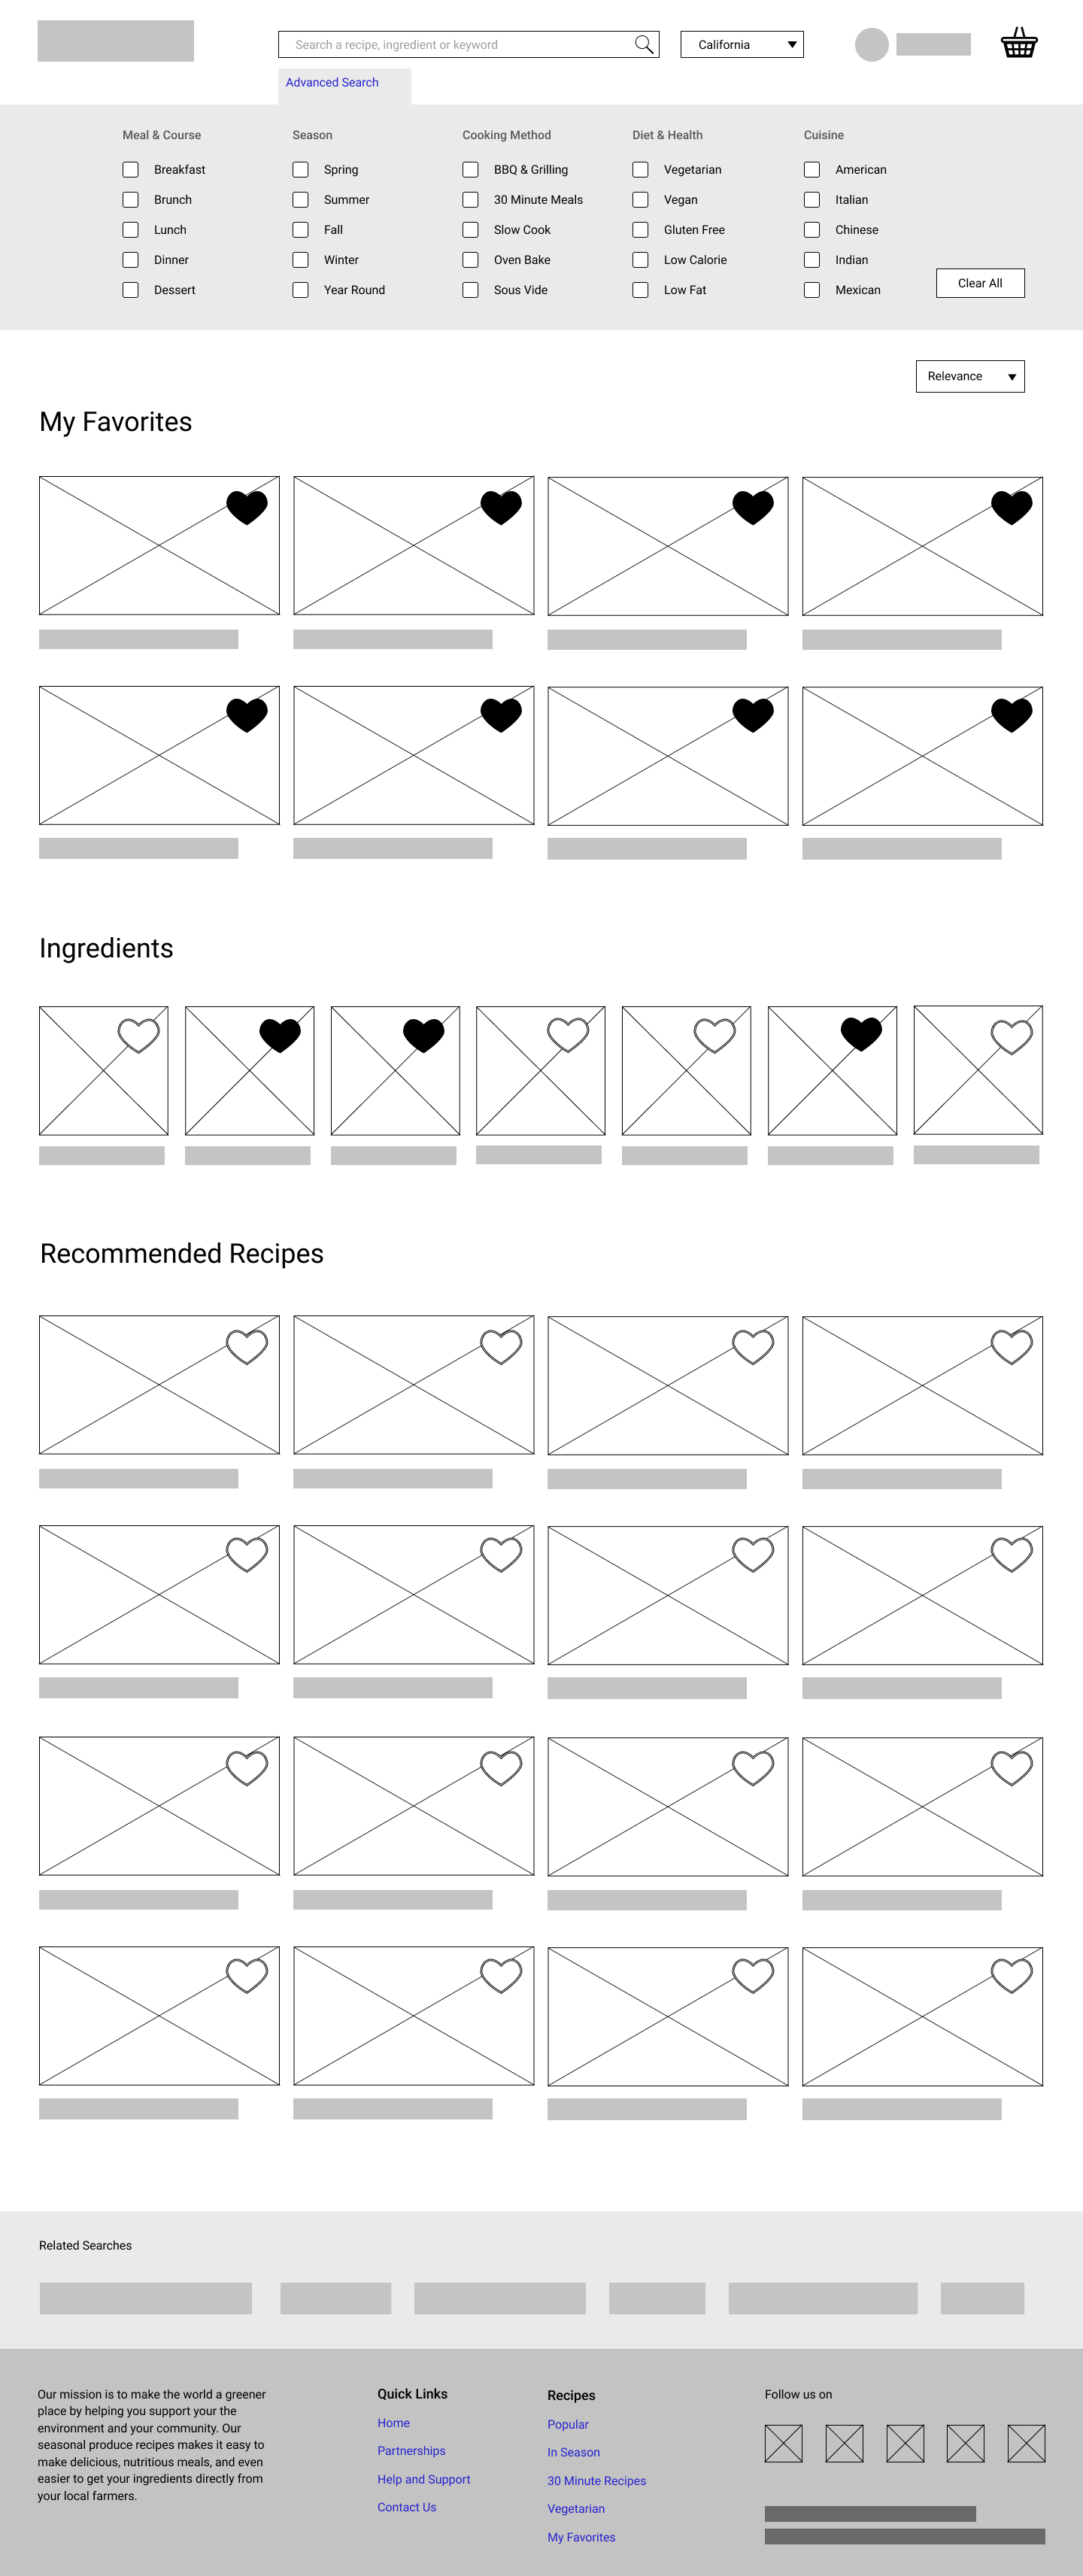 Search a recipe, ingredient or keyword
California
Advanced Search
Meal & Course
Season
Cooking Method
Diet & Health
Cuisine
Breakfast
Spring
BBQ & Grilling
Vegetarian
American
Brunch
Summer
30 Minute Meals
Vegan
Italian
Lunch
Fall
Slow Cook
Gluten Free
Chinese
Dinner
Winter
Oven Bake
Low Calorie
Indian
Dessert
Year Round
Sous Vide
Low Fat
Mexican
Clear All
Relevance
My Favorites
Ingredients
Recommended Recipes
Related Searches
Our mission is to make the world a greener
place by helping you support your the
environment and your community. Our
seasonal produce recipes makes it easy to
make delicious, nutritious meals, and even
easier to get your ingredients directly from
your local farmers.
Quick Links
Home
Partnerships
Help and Support
Contact Us
Recipes
Popular
In Season
30 Minute Recipes
Vegetarian
My Favorites
Follow us on